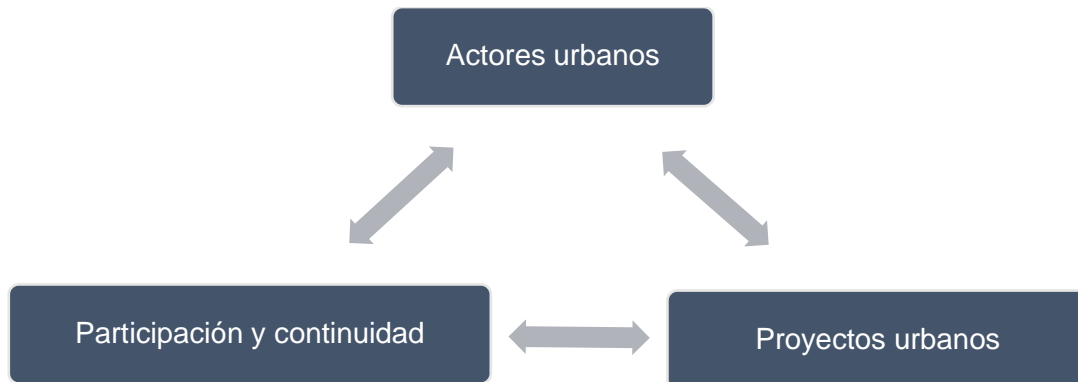 Actores urbanos
Participación y continuidad
Proyectos urbanos